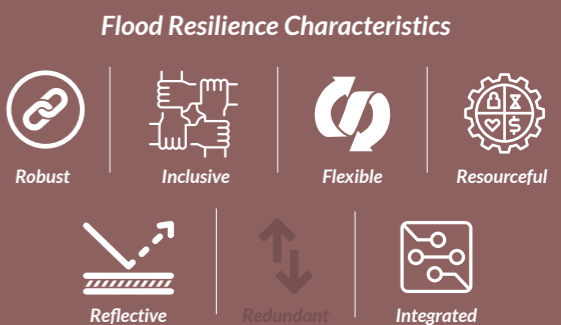 Flood Resilience Characteristics
Robust
Inclusive
Flexible
Resourceful
Reflective
Redundant
Integrated